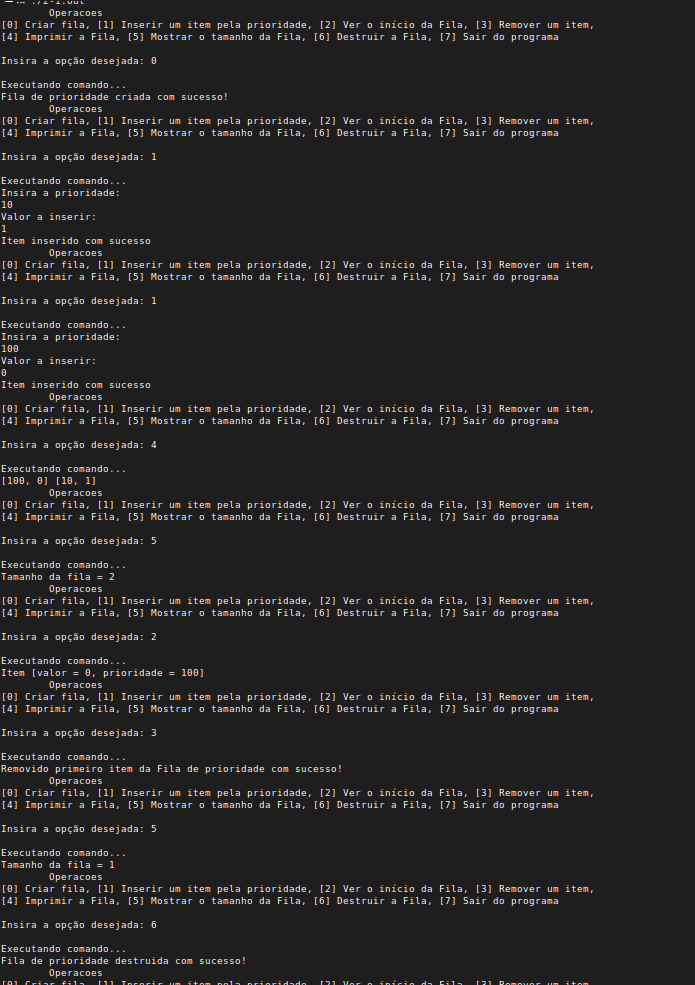 ./2-1.out
Operacoes
[0] Criar fila, [1] Inserir um item pela prioridade, [2] Ver o início da Fila, [3] Remover um item,
[4] Imprimir a Fila, [5] Mostrar o tamanho da Fila, [6] Destruir a Fila, [7] Sair do programa
Insira a opção desejada: 0
Executando comando...
Fila de prioridade criada com sucesso!
Operacoes
[0] Criar fila, [1] Inserir um item pela prioridade, [2] Ver o início da Fila, [3] Remover um item,
[4] Imprimir a Fila, [5] Mostrar o tamanho da Fila, [6] Destruir a Fila, [7] Sair do programa
Insira a opção desejada: 1
Executando comando...
Insira a prioridade:
10
Valor a inserir:
1
Item inserido com sucesso
Operacoes
[0] Criar fila, [1] Inserir um item pela prioridade, [2] Ver o início da Fila, [3] Remover um item,
[4] Imprimir a Fila, [5] Mostrar o tamanho da Fila, [6] Destruir a Fila, [7] Sair do programa
Insira a opção desejada: 1
Executando comando...
Insira a prioridade:
100
Valor a inserir:
0
Item inserido com sucesso
Operacoes
[0] Criar fila, [1] Inserir um item pela prioridade, [2] Ver o início da Fila, [3] Remover um item,
[4] Imprimir a Fila, [5] Mostrar o tamanho da Fila, [6] Destruir a Fila, [7] Sair do programa
Insira a opção desejada: 4
Executando comando...
[100, 0] [10, 1]
Operacoes
[0] Criar fila, [1] Inserir um item pela prioridade, [2] Ver o início da Fila, [3] Remover um item,
[4] Imprimir a Fila, [5] Mostrar o tamanho da Fila, [6] Destruir a Fila, [7] Sair do programa
Insira a opção desejada: 5
Executando comando...
Tamanho da fila = 2
Operacoes
[0] Criar fila, [1] Inserir um item pela prioridade, [2] Ver o início da Fila, [3] Remover um item,
[4] Imprimir a Fila, [5] Mostrar o tamanho da Fila, [6] Destruir a Fila, [7] Sair do programa
Insira a opção desejada: 2
Executando comando...
Item [valor = 0, prioridade = 100]
Operacoes
[0] Criar fila, [1] Inserir um item pela prioridade, [2] Ver o início da Fila, [3] Remover um item,
[4] Imprimir a Fila, [5] Mostrar o tamanho da Fila, [6] Destruir a Fila, [7] Sair do programa
Insira a opção desejada: 3
Executando comando...
Removido primeiro item da Fila de prioridade com sucesso!
Operacoes
[0] Criar fila, [1] Inserir um item pela prioridade, [2] Ver o início da Fila, [3] Remover um item,
[4] Imprimir a Fila, [5] Mostrar o tamanho da Fila, [6] Destruir a Fila, [7] Sair do programa
Insira a opção desejada: 5
Executando comando...
Tamanho da fila = 1
Operacoes
[0] Criar fila, [1] Inserir um item pela prioridade, [2] Ver o início da Fila, [3] Remover um item,
[4] Imprimir a Fila, [5] Mostrar o tamanho da Fila, [6] Destruir a Fila, [7] Sair do programa
Insira a opção desejada: 6
Executando comando...
Fila de prioridade destruida com sucesso!
Operacoes
[0] Criar fila, [1] Inserir um item pela prioridade, [2] Ver o início da Fila, [3] Remover um item,